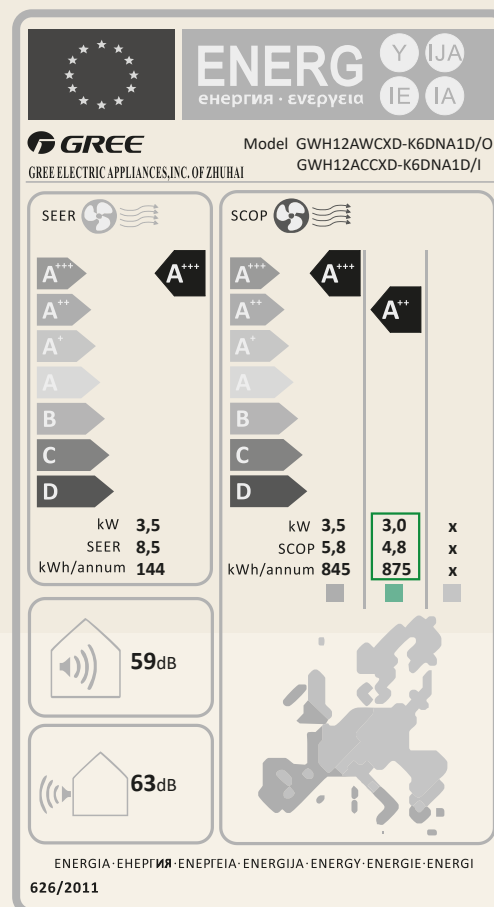 ENERG Y IJA
енергия · ενεργεια IE IA
GREE Model GWH12AWCXD-K6DNA1D/O
GREE ELECTRIC APPLIANCES,INC. OF ZHUHAI GWH12ACCXD-K6DNA1D/I
SEER
A+++ A+++
A++
A+
A
B
C
D
kW 3,5
SEER 8,5
kWh/annum 144
SCOP
A+++ A+++
A++ A++
A+
A
B
C
D
kW 3,5 3,0 x
SCOP 5,8 4,8 x
kWh/annum 845 875 x
59dB
63dB
ENERGIA·ЕНЕРГИЯ·ΕΝΕΡΓΕΙΑ·ENERGIJA·ENERGY·ENERGIE·ENERGI
626/2011